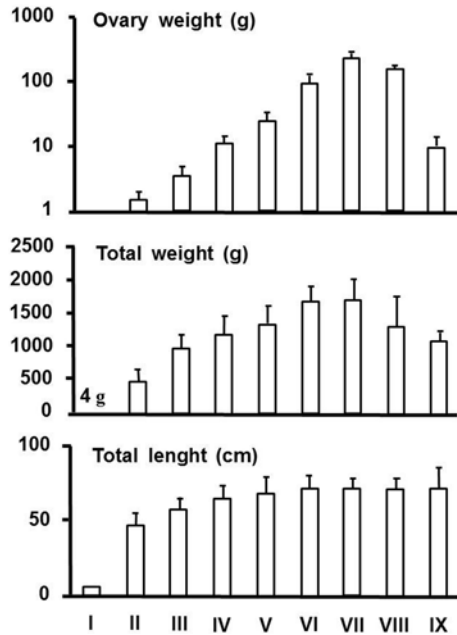 Ovary weight (g)
1000
100
10
1
Total weight (g)
2500
2000
1500
1000
500
0
4 g
Total lenght (cm)
100
50
0
I II III IV V VI VII VIII IX